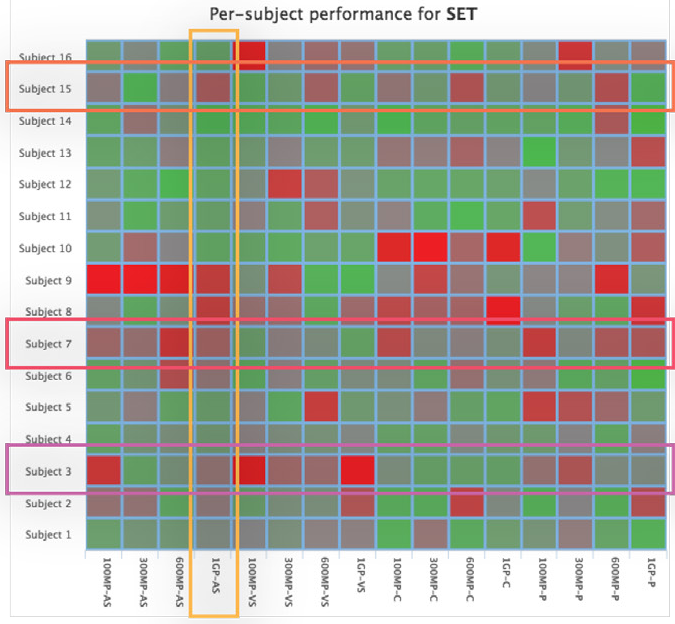 Per-subject performance for SET
Subject 16
Subject 15
Subject 14
Subject 13
Subject 12
Subject 11
Subject 10
Subject 9
Subject 8
Subject 7
Subject 6
Subject 5
Subject 4
Subject 3
Subject 2
Subject 1
100MP-AS
300MP-AS
600MP-AS
1GP-AS
100MP-VS
300MP-VS
600MP-VS
1GP-VS
100MP-C
300MP-C
600MP-C
1GP-C
100MP-P
300MP-P
600MP-P
1GP-P